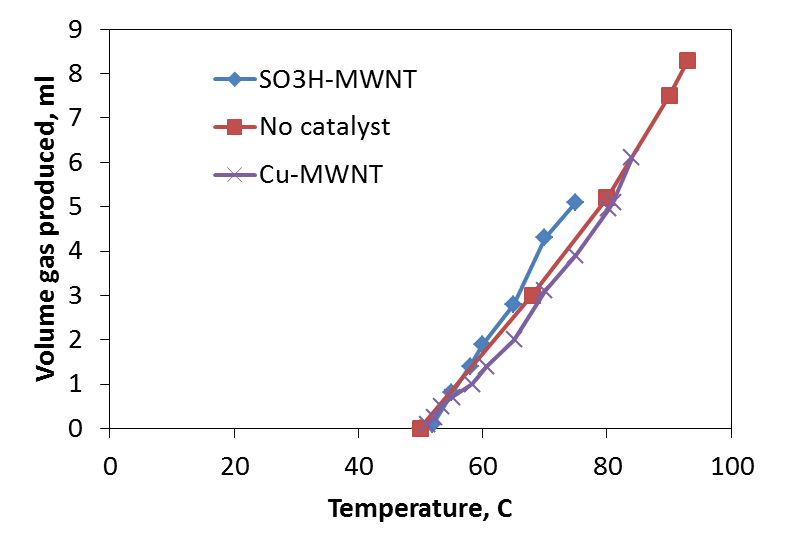 9
8
7
6
5
4
3
2
1
0
Volume gas produced, ml
SO3H-MWNT
No catalyst
Cu-MWNT
0 20 40 60 80 100
Temperature, C